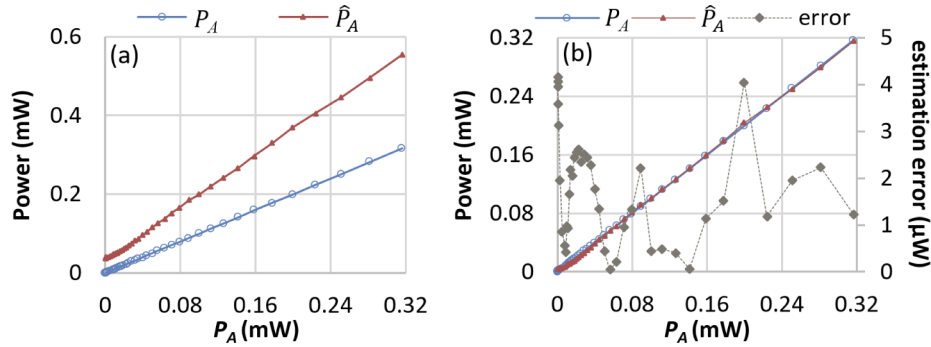 P_A P̂_A
(a)
0.6
0.4
0.2
0
Power (mW)
0 0.08 0.16 0.24 0.32
P_A (mW)
P_A P̂_A error
(b)
0.32
0.24
0.16
0.08
0
Power (mW)
5
4
3
2
1
0
estimation error (μW)
0 0.08 0.16 0.24 0.32
P_A (mW)